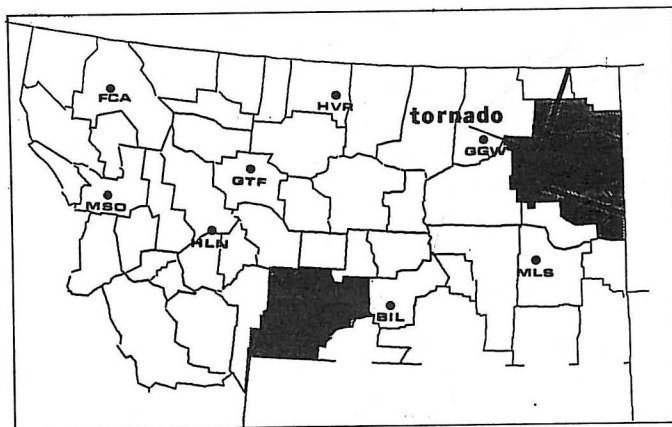 FCA
HVR
tornado
GGW
GTF
MSO
HLN
MLS
BIL